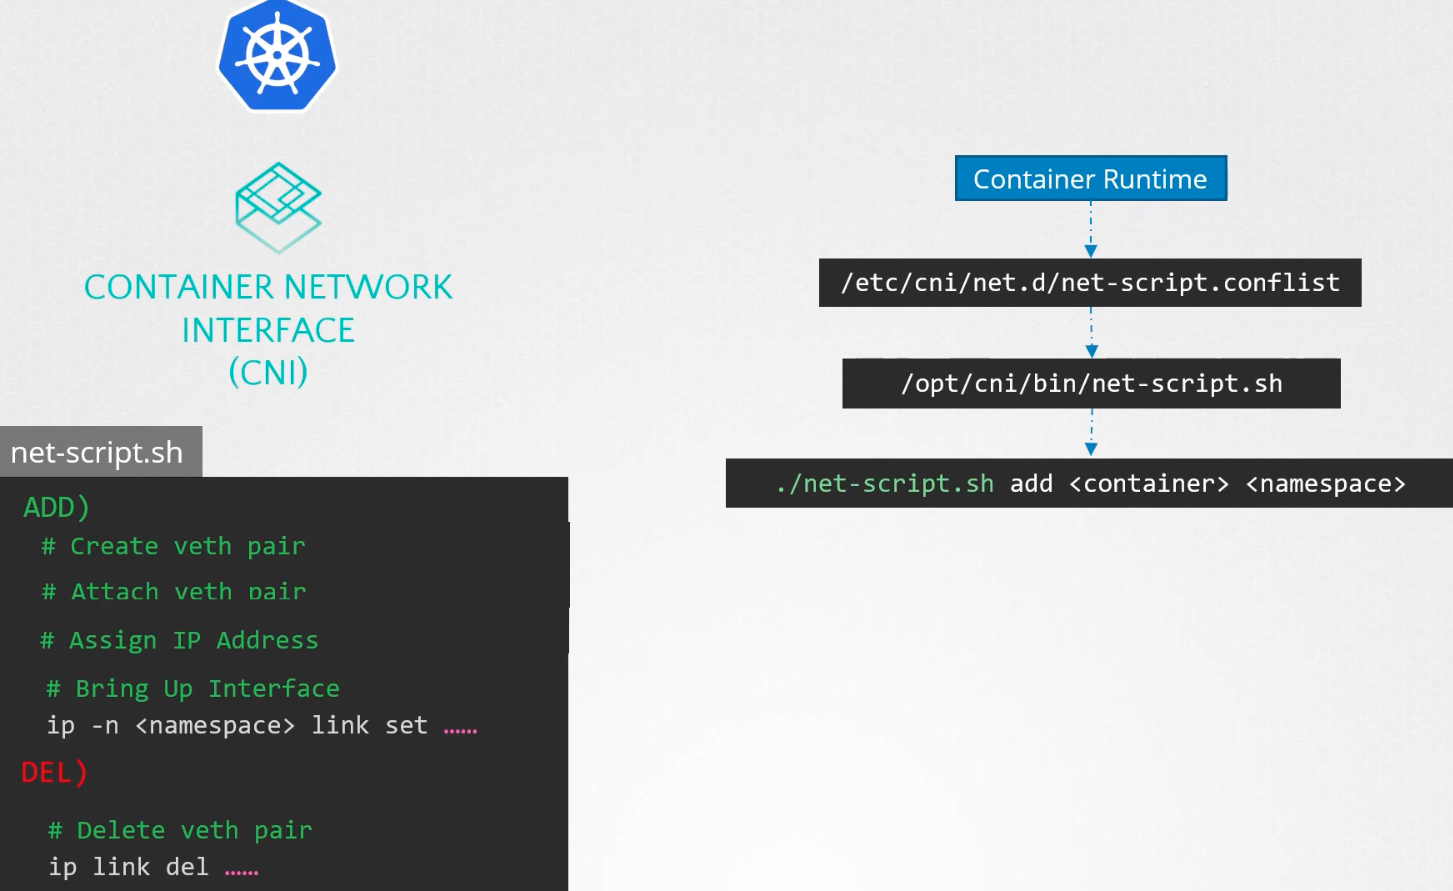 CONTAINER NETWORK
INTERFACE
(CNI)
net-script.sh
ADD)
# Create veth pair
# Attach veth pair
# Assign IP Address
# Bring Up Interface
ip -n <namespace> link set ……
DEL)
# Delete veth pair
ip link del ……
Container Runtime
/etc/cni/net.d/net-script.conflist
/opt/cni/bin/net-script.sh
./net-script.sh add <container> <namespace>